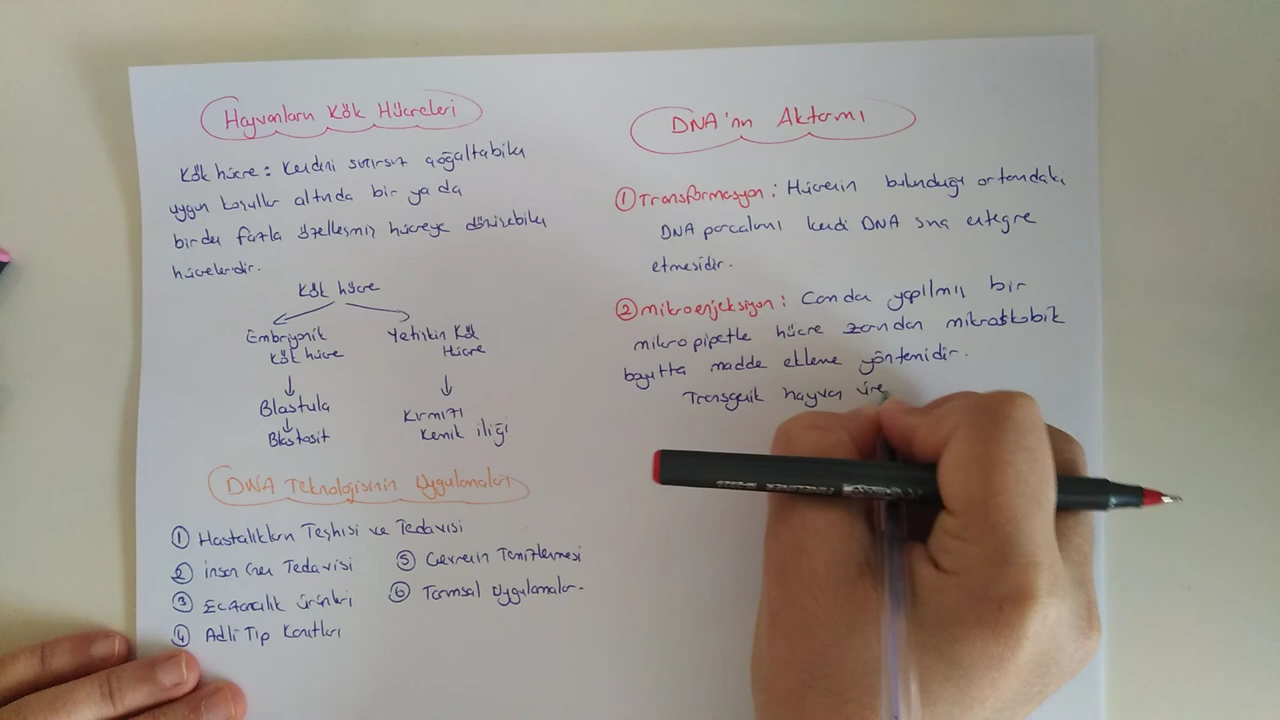 Hayvanların Kök Hücreleri
Kök hücre: Kendini sınırsız çoğaltabilen
uygun koşullar altında bir ya da
birden fazla özelleşmiş hücreye dönüşebilen
hücrelerdir.
Kök hücre
Embriyonik
Kök hücre
Blastula
Blastosit
Yetişkin Kök
Hücre
Kırmızı
Kemik iliği
DNA Teknolojisinin Uygulamaları
① Hastalıkların Teşhisi ve Tedavisi
② insan Gen Tedavisi
③ Eczacılık ürünleri
④ Adli Tıp Kanıtları
⑤ Çevrenin Temizlenmesi
⑥ Tarımsal Uygulamalar.
DNA'nın Aktarımı
① Transformasyon: Hücrenin bulunduğu ortamdaki
DNA parçalarını kendi DNA sına entegre
etmesidir.
② mikroenjeksiyon: Camdan yapılmış bir
mikropipetle hücre zarından mikroskobik
boyutta madde ekleme yöntemidir.
Transgenik hayvan üre